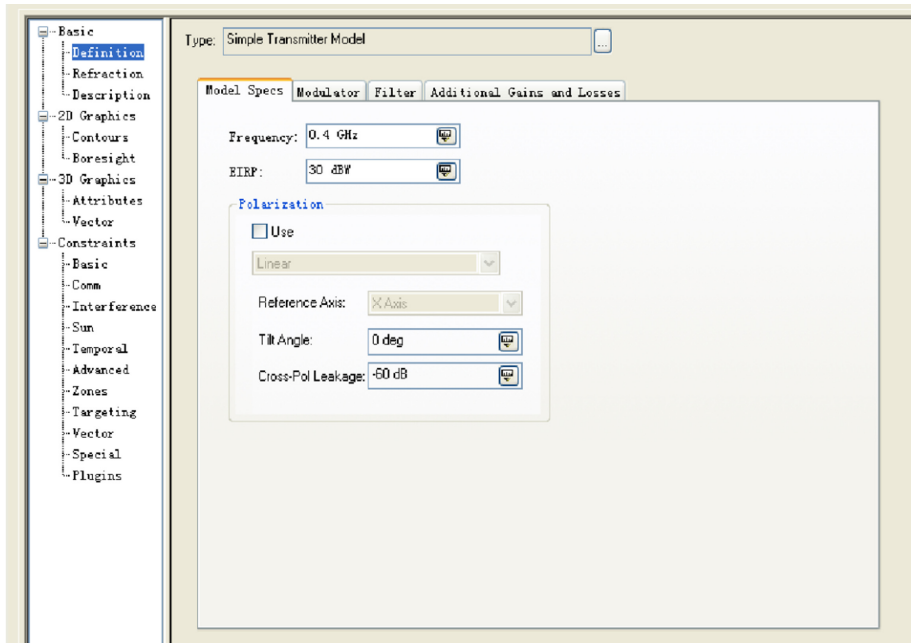 Basic
Definition
Refraction
Description
2D Graphics
Contours
Boresight
3D Graphics
Attributes
Vector
Constraints
Basic
Comm
Interference
Sun
Temporal
Advanced
Zones
Targeting
Vector
Special
Plugins
Type: Simple Transmitter Model ...
Model Specs Modulator Filter Additional Gains and Losses
Frequency: 0.4 GHz
EIRP: 30 dBW
Polarization
Use
Linear
Reference Axis: X Axis
Tilt Angle: 0 deg
Cross-Pol Leakage: -60 dB